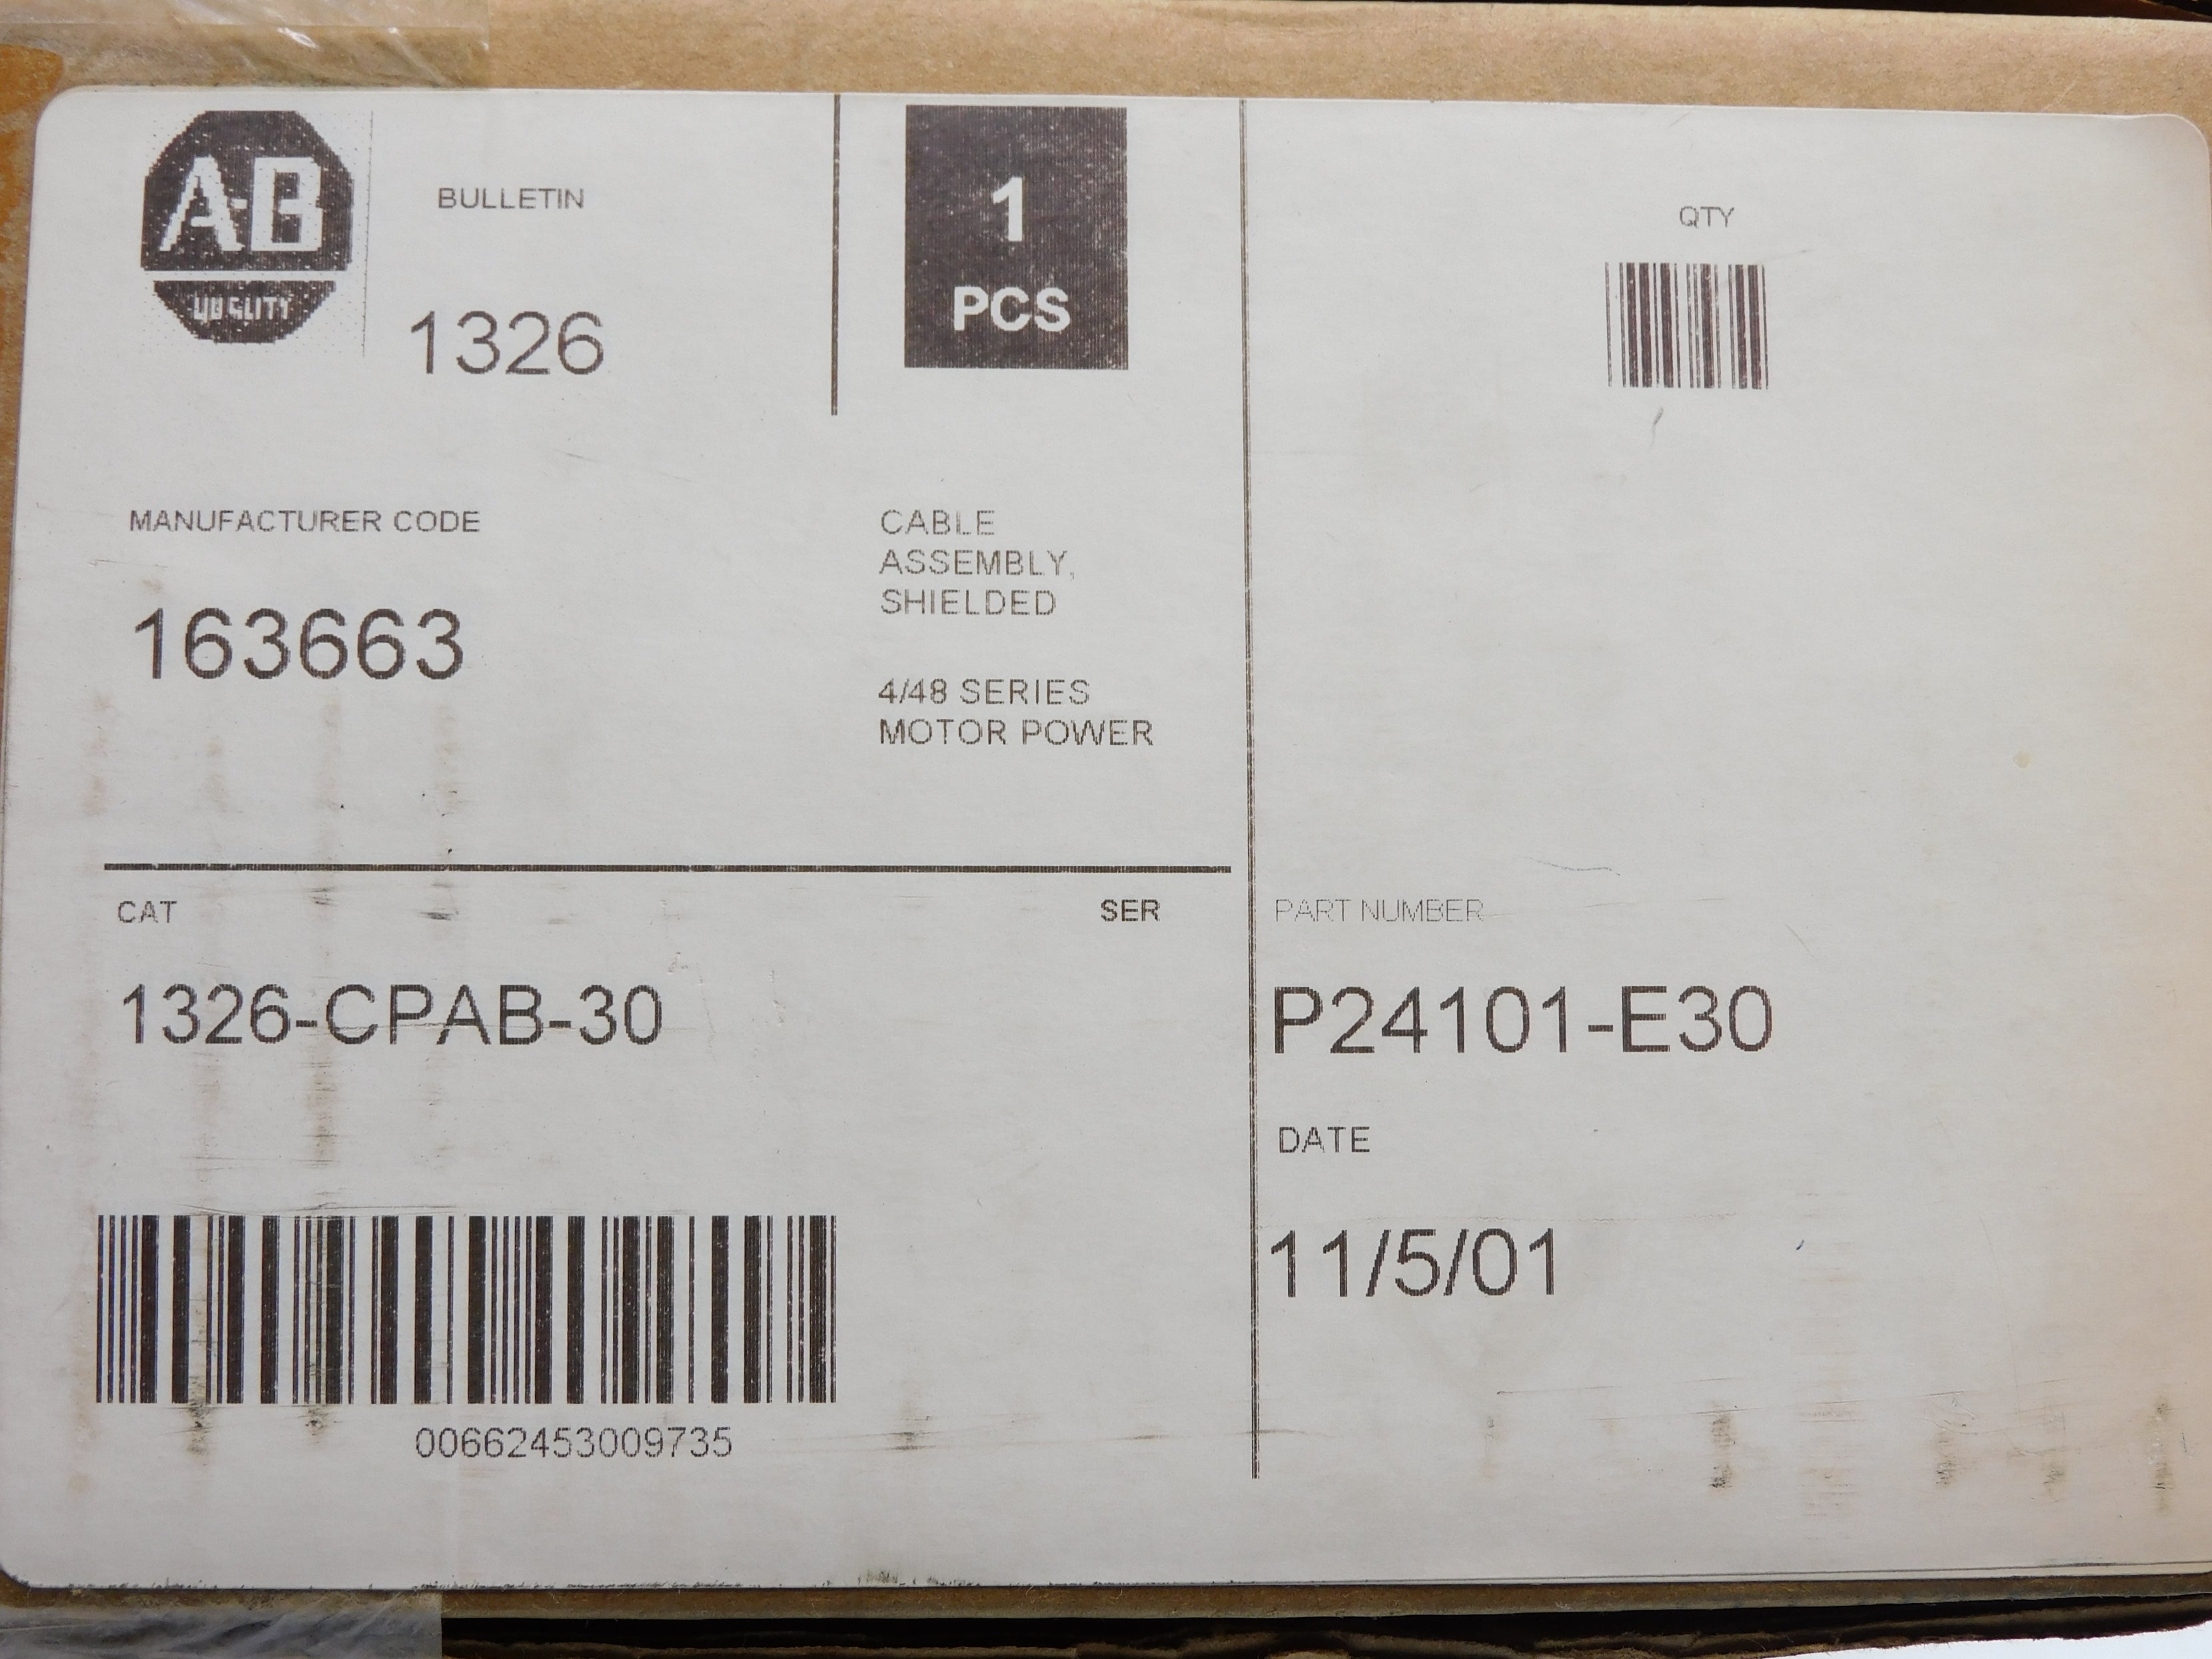 AB
QUALITY
BULLETIN
1326
1
PCS
QTY
MANUFACTURER CODE
163663
CABLE
ASSEMBLY,
SHIELDED
4/48 SERIES
MOTOR POWER
CAT
SER
1326-CPAB-30
PART NUMBER
P24101-E30
DATE
11/5/01
00662453009735